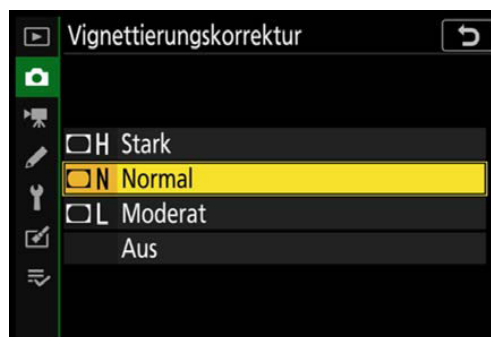 Vignettierungskorrektur
H Stark
N Normal
L Moderat
Aus